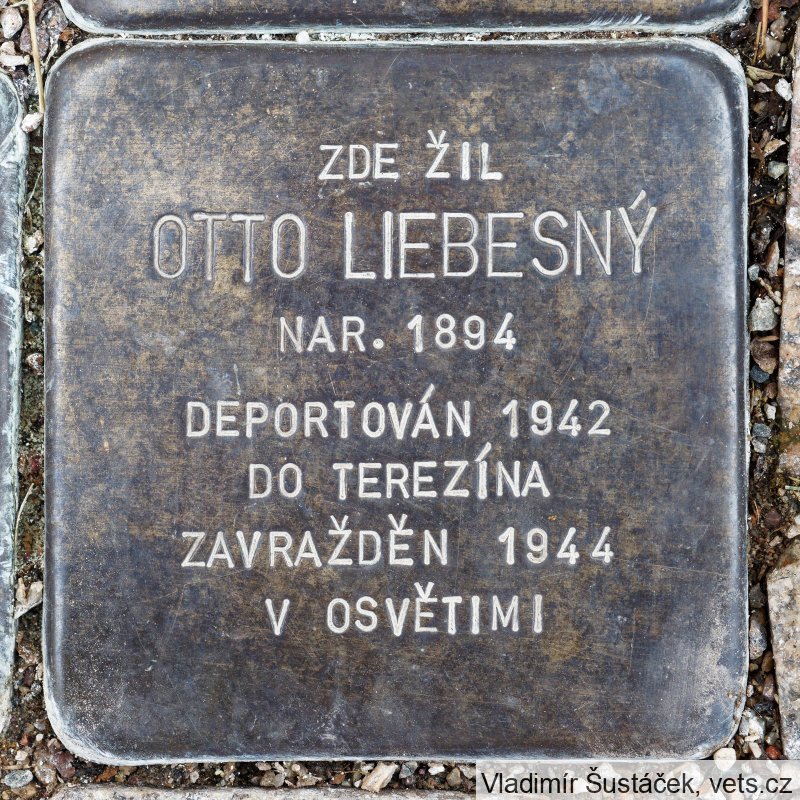 ZDE ŽIL
OTTO LIEBESNÝ
NAR. 1894
DEPORTOVÁN 1942
DO TEREZÍNA
ZAVRAŽDĚN 1944
V OSVĚTIMI
Vladimír Šustáček, vets.cz